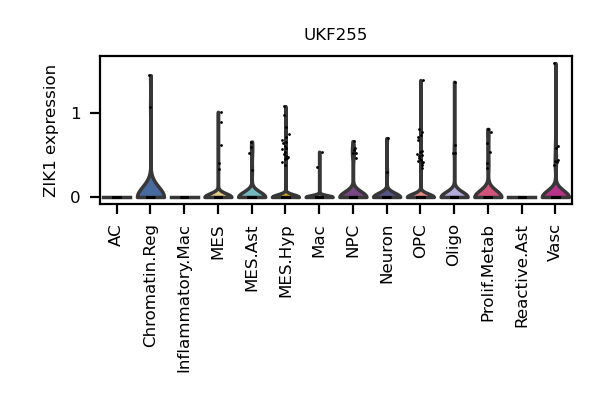 UKF255
ZIK1 expression
1
0
AC
Chromatin.Reg
Inflammatory.Mac
MES
MES.Ast
MES.Hyp
Mac
NPC
Neuron
OPC
Oligo
Prolif.Metab
Reactive.Ast
Vasc